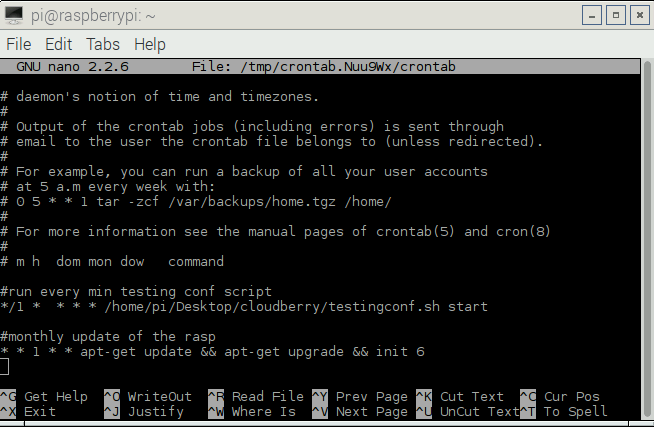 pi@raspberrypi: ~
File Edit Tabs Help
GNU nano 2.2.6 File: /tmp/crontab.Nuu9Wx/crontab
# daemon's notion of time and timezones.
#
# Output of the crontab jobs (including errors) is sent through
# email to the user the crontab file belongs to (unless redirected).
#
# For example, you can run a backup of all your user accounts
# at 5 a.m every week with:
# 0 5 * * 1 tar -zcf /var/backups/home.tgz /home/
#
# For more information see the manual pages of crontab(5) and cron(8)
#
# m h  dom mon dow   command
#run every min testing conf script
*/1 *  * * * /home/pi/Desktop/cloudberry/testingconf.sh start
#monthly update of the rasp
* * 1 * * apt-get update && apt-get upgrade && init 6
^G Get Help ^O WriteOut ^R Read File ^Y Prev Page ^K Cut Text ^C Cur Pos
^X Exit ^J Justify ^W Where Is ^V Next Page ^U UnCut Text ^T To Spell